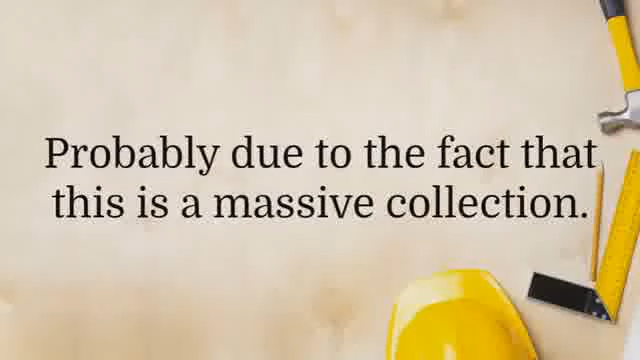 Probably due to the fact that
this is a massive collection.